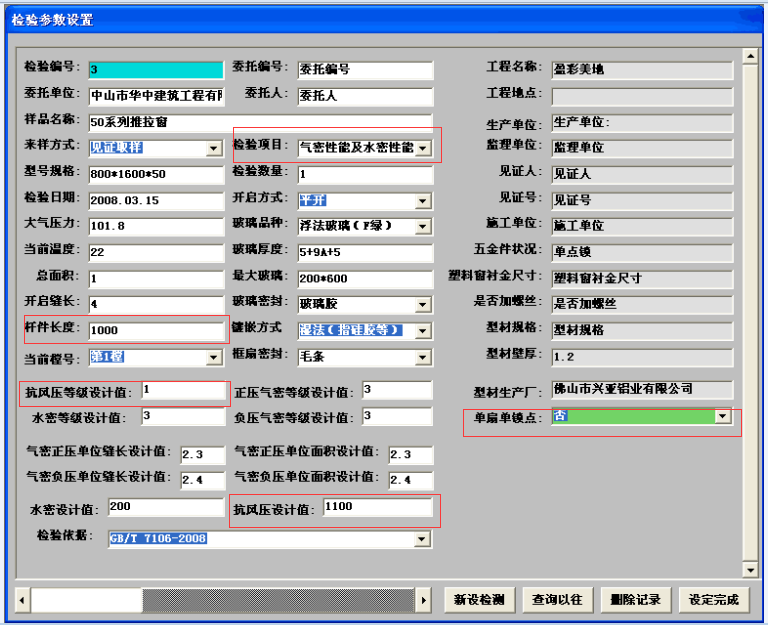 检验参数设置
检验编号: 3 委托编号: 委托编号 工程名称: 盈彩美地
委托单位: 中山市华中建筑工程有 委托人: 委托人 工程地点:
样品名称: 50系列推拉窗 生产单位: 生产单位:
来样方式: 见证取样 检验项目: 气密性能及水密性能 监理单位: 监理单位
型号规格: 800*1600*50 检验数量: 1 见证人: 见证人
检验日期: 2008.03.15 开启方式: 平开 见证号: 见证号
大气压力: 101.8 玻璃品种: 浮法玻璃(F绿) 施工单位: 施工单位
当前温度: 22 玻璃厚度: 5+9A+5 五金件状况: 单点锁
总面积: 1 最大玻璃: 200*600 塑料窗衬金尺寸: 塑料窗衬金尺寸
开启缝长: 4 玻璃密封: 玻璃胶 是否加螺丝: 是否加螺丝
杆件长度: 1000 镶嵌方式 湿法(指硅胶等) 型材规格: 型材规格
当前樘号: 第1樘 框扇密封: 毛条 型材壁厚: 1.2
抗风压等级设计值: 1 正压气密等级设计值: 3 型材生产厂: 佛山市兴亚铝业有限公司
水密等级设计值: 3 负压气密等级设计值: 3 单扇单锁点: 否
气密正压单位缝长设计值: 2.3 气密正压单位面积设计值: 2.3
气密负压单位缝长设计值: 2.4 气密负压单位面积设计值: 2.4
水密设计值: 200 抗风压设计值: 1100
检验依据: GB/T 7106-2008
新设检测 查询以往 删除记录 设定完成